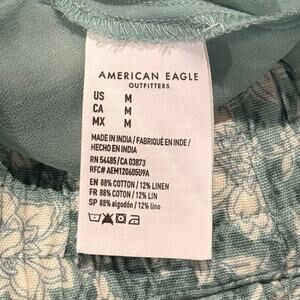 AMERICAN EAGLE
OUTFITTERS
US M
CA M
MX M
MADE IN INDIA / FABRIQUÉ EN INDE /
HECHO EN INDIA
RN 54485/CA 03873
RFC# AEM120605U9A
EN 88% COTTON / 12% LINEN
FR 88% COTON / 12% LIN
SP 88% algodón / 12% lino